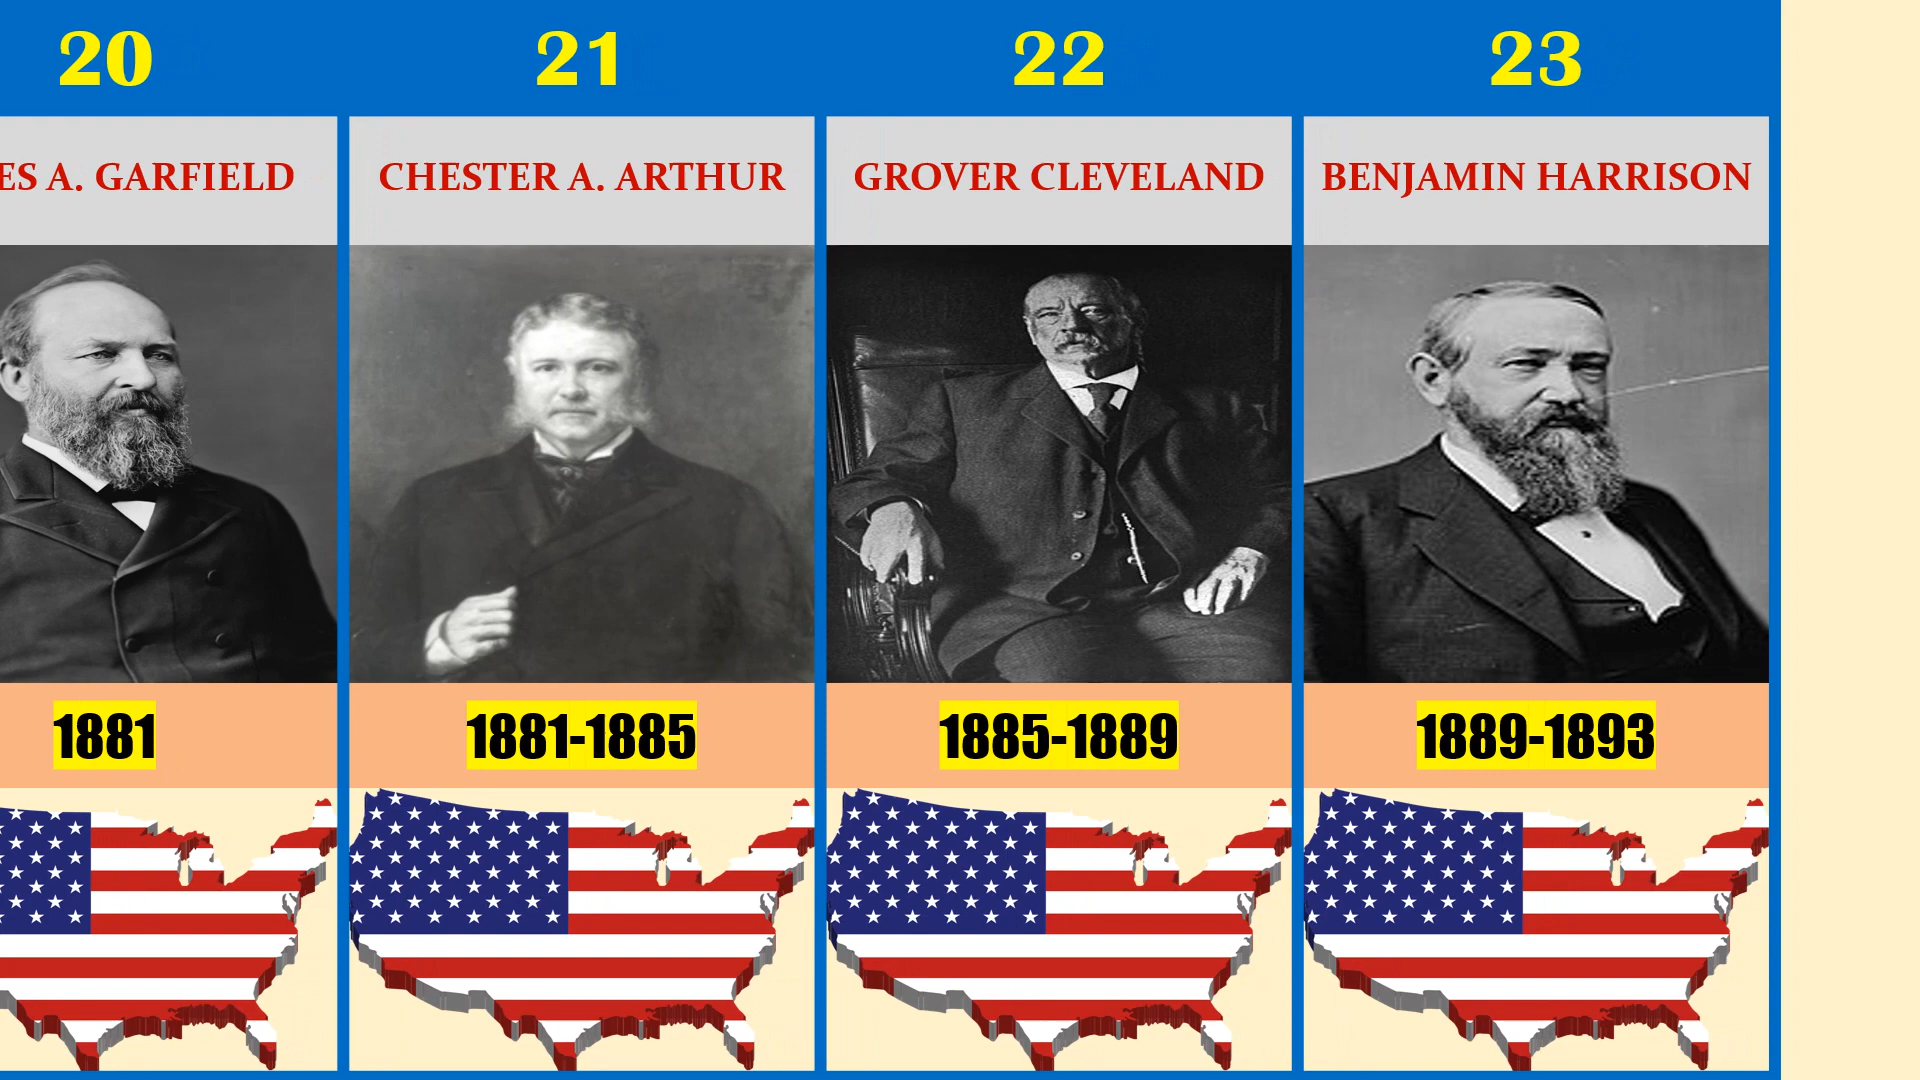 20
21
22
23
ES A. GARFIELD
CHESTER A. ARTHUR
GROVER CLEVELAND
BENJAMIN HARRISON
1881
1881-1885
1885-1889
1889-1893